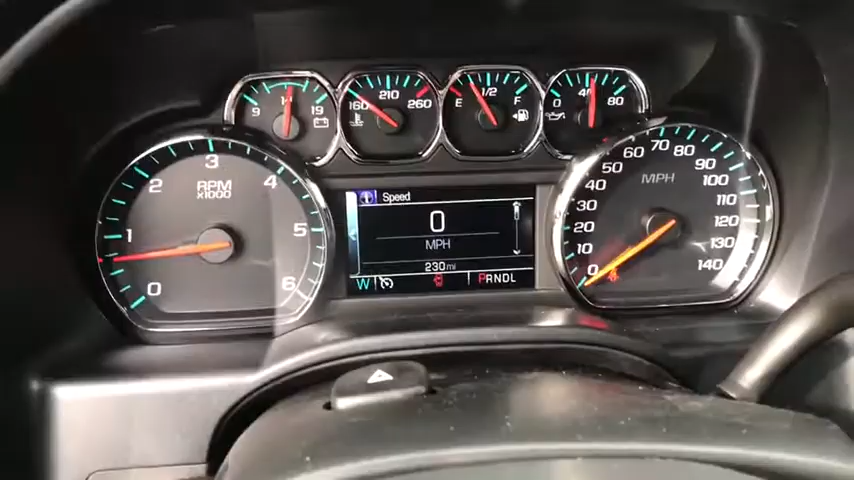 9 14 19
160 210 260
E 1/2 F
0 40 80
0 1 2 3 4 5 6
RPM
x1000
Speed
0
MPH
230 mi
W PRNDL
MPH
0 10 20 30 40 50 60 70 80 90 100 110 120 130 140